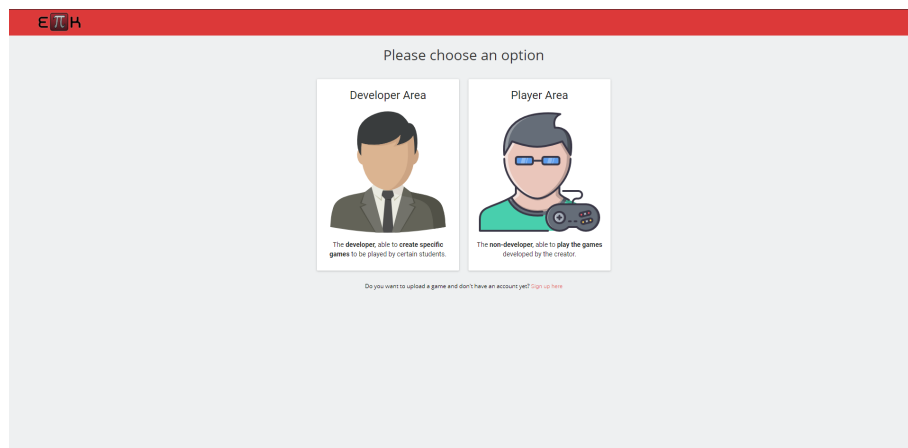 EπK
Please choose an option
Developer Area
Player Area
The developer, able to create specific
games to be played by certain students.
The non-developer, able to play the games
developed by the creator.
Do you want to upload a game and don't have an account yet? Sign up here